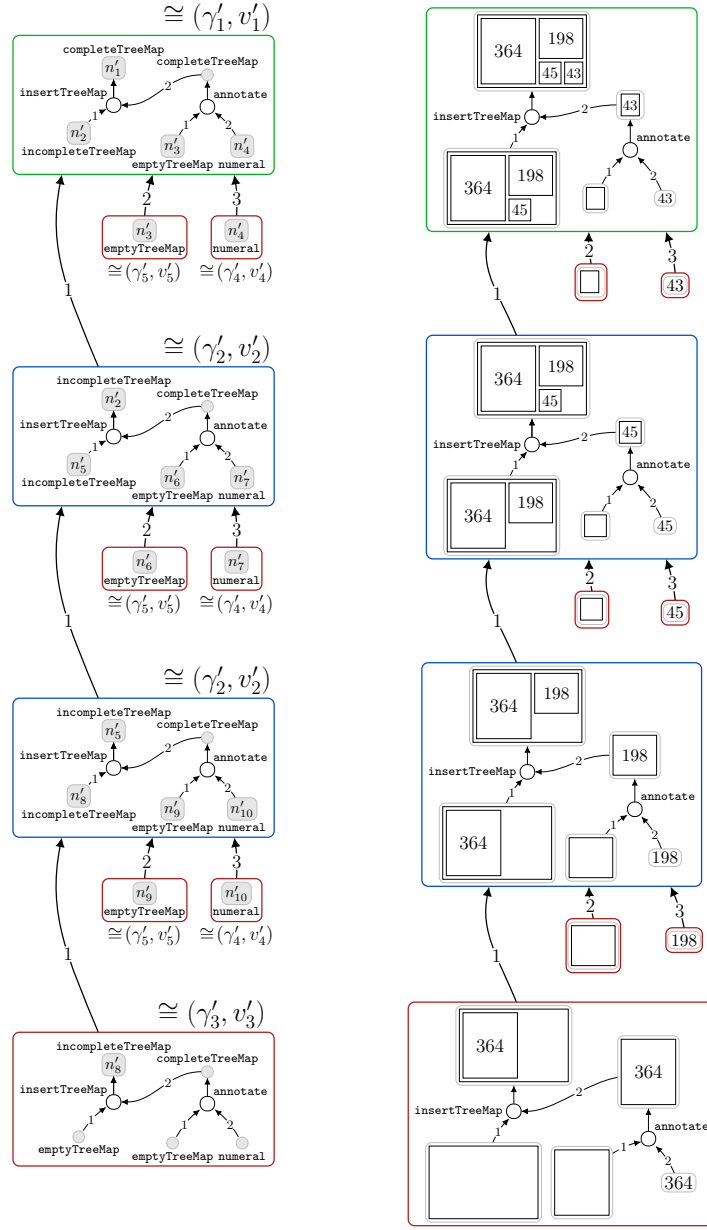 ≅ (γ′₁, v′₁)
completeTreeMap
n′₁
completeTreeMap
insertTreeMap
2
annotate
1
n′₂
1
2
n′₃
n′₄
incompleteTreeMap
emptyTreeMap numeral
2
3
n′₃
emptyTreeMap
n′₄
numeral
≅(γ′₅, v′₅)
≅(γ′₄, v′₄)
1
≅ (γ′₂, v′₂)
incompleteTreeMap
n′₂
completeTreeMap
insertTreeMap
2
annotate
1
n′₅
1
2
n′₆
n′₇
incompleteTreeMap
emptyTreeMap numeral
2
3
n′₆
emptyTreeMap
n′₇
numeral
≅(γ′₅, v′₅)
≅(γ′₄, v′₄)
1
≅ (γ′₂, v′₂)
incompleteTreeMap
n′₅
completeTreeMap
insertTreeMap
2
annotate
1
n′₈
1
2
n′₉
n′₁₀
incompleteTreeMap
emptyTreeMap numeral
2
3
n′₉
emptyTreeMap
n′₁₀
numeral
≅(γ′₅, v′₅)
≅(γ′₄, v′₄)
1
≅ (γ′₃, v′₃)
incompleteTreeMap
n′₈
completeTreeMap
insertTreeMap
2
annotate
1
1
2
emptyTreeMap
emptyTreeMap numeral
364
198
45
43
insertTreeMap
2
43
annotate
1
364
198
45
1
2
43
2
3
43
1
364
198
45
insertTreeMap
2
45
annotate
1
364
198
1
2
45
2
3
45
1
364
198
insertTreeMap
2
198
annotate
1
364
1
2
198
2
3
198
1
364
insertTreeMap
2
364
annotate
1
1
2
364